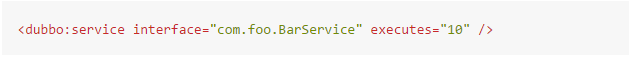 <dubbo:service interface="com.foo.BarService" executes="10" />